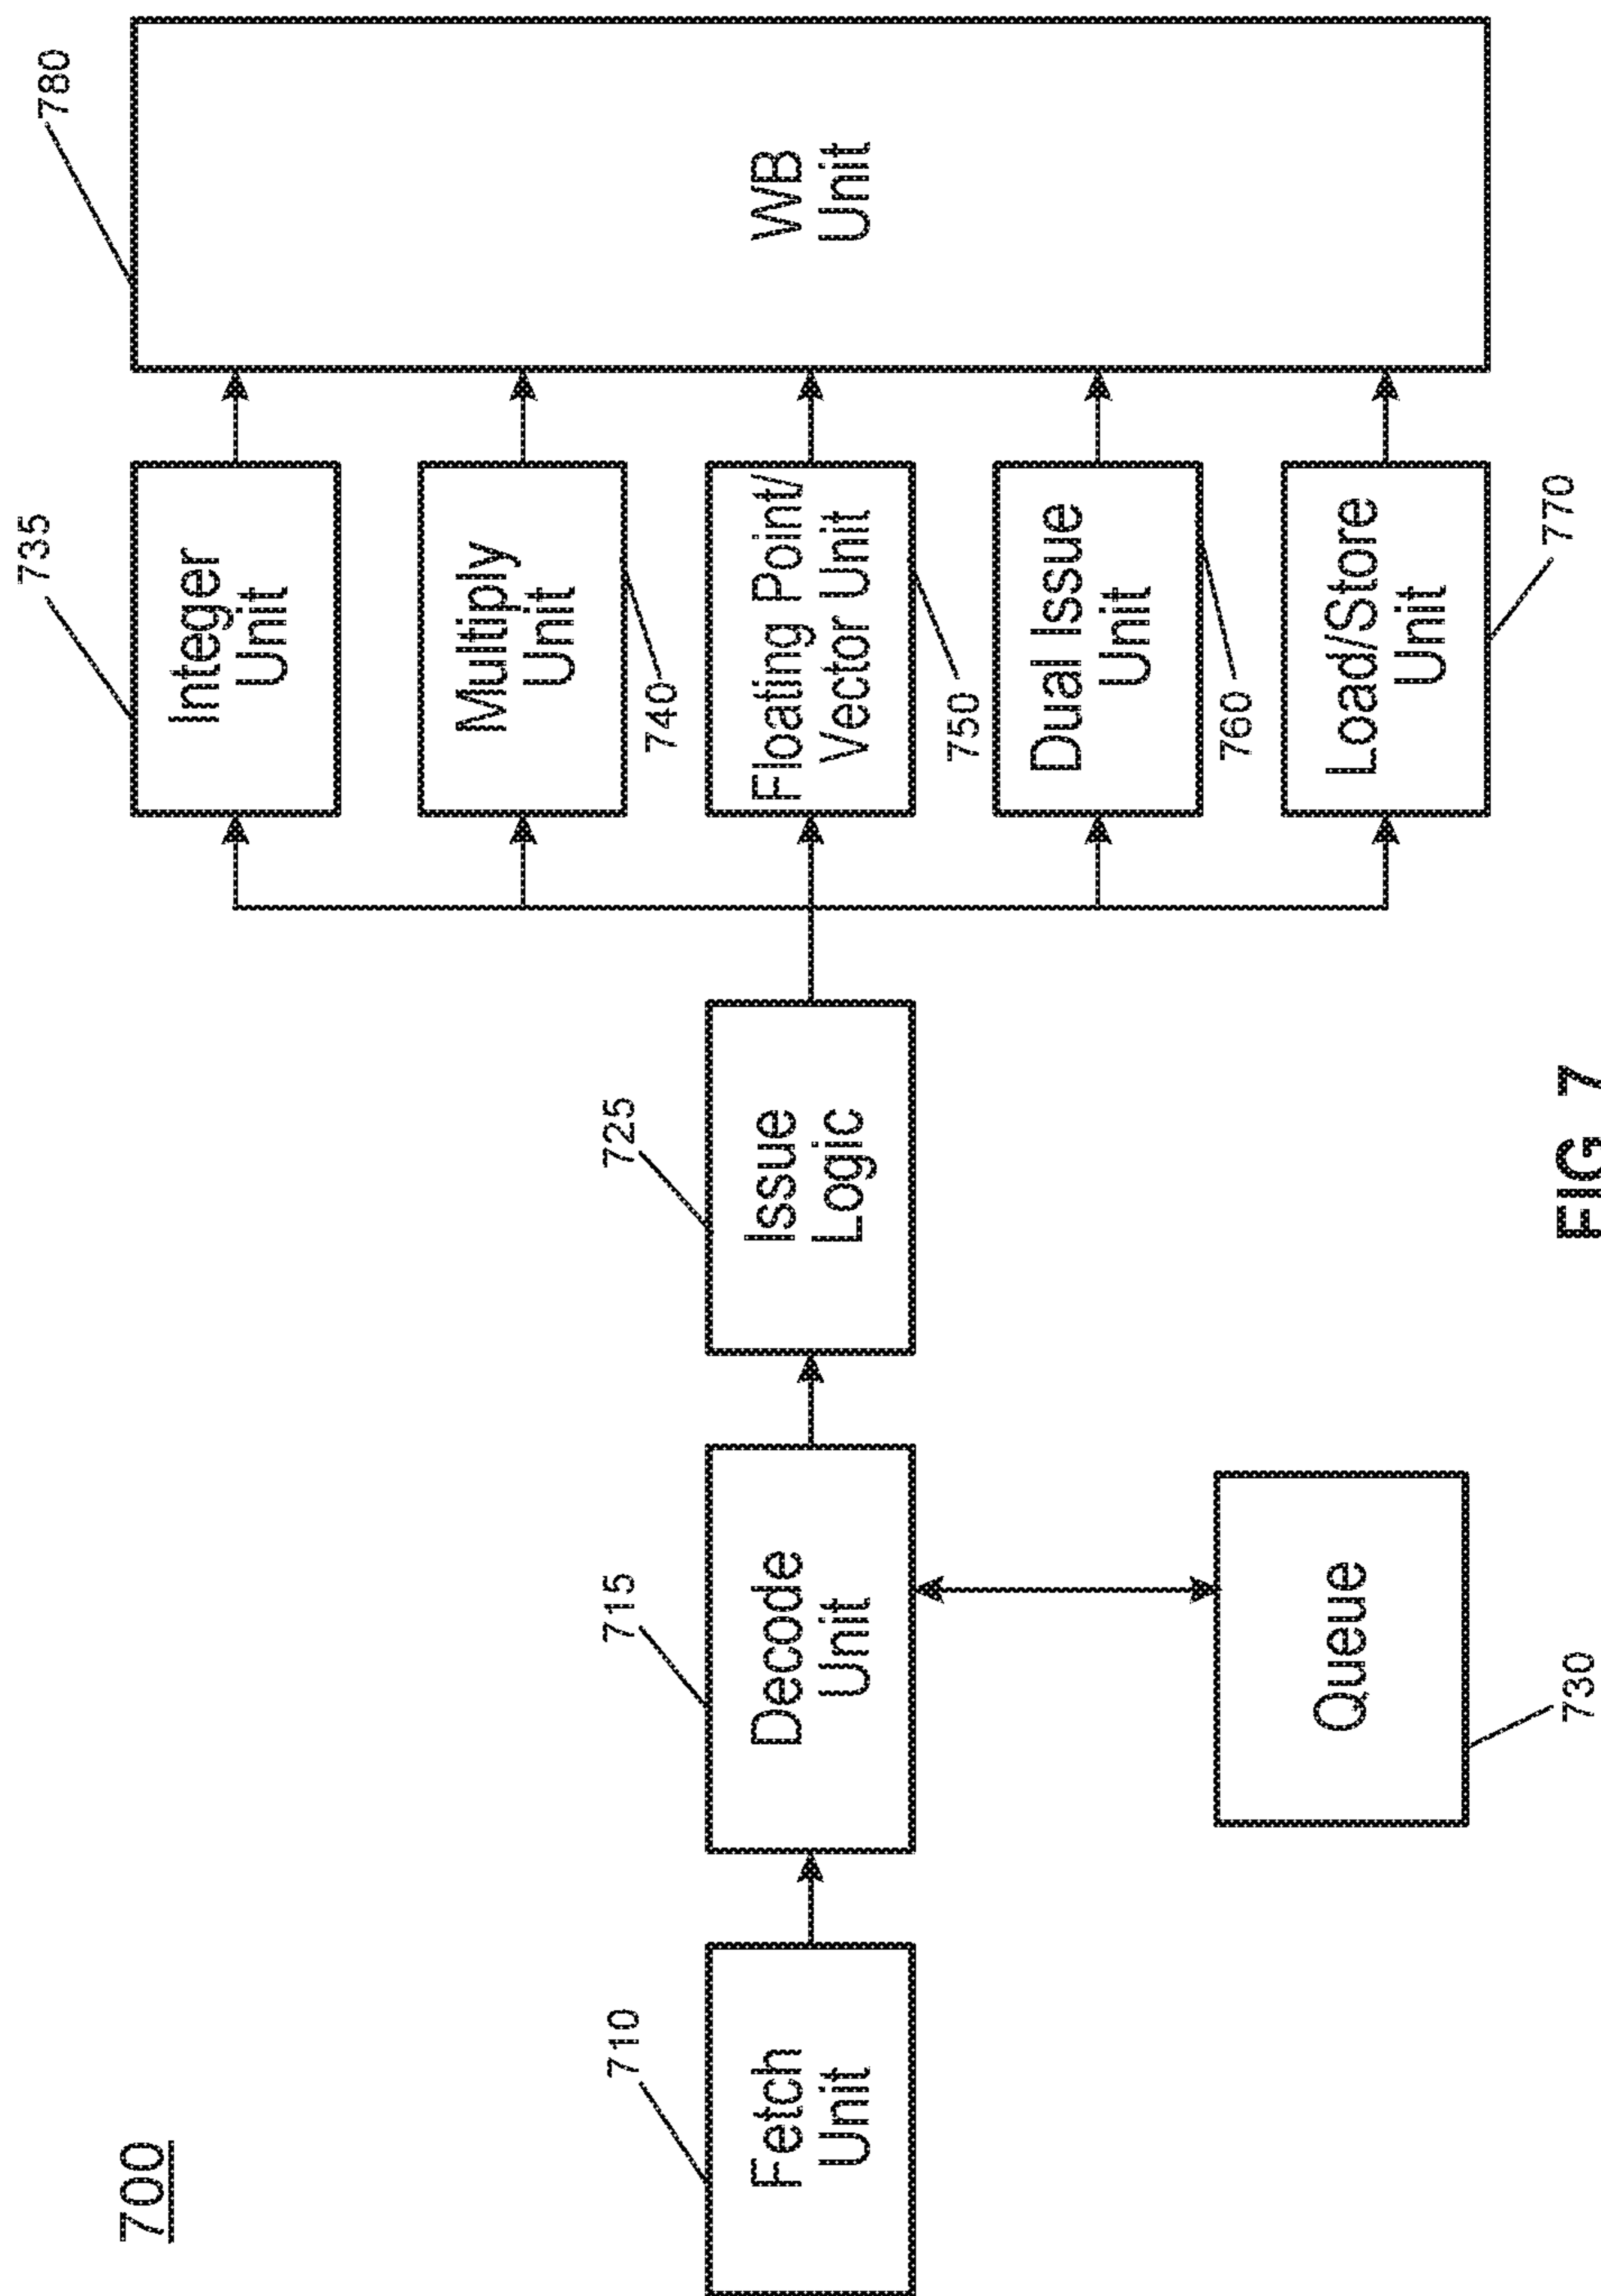 700
710
Fetch
Unit
715
Decode
Unit
Queue
730
725
Issue
Logic
735
Integer
Unit
Multiply
Unit
740
Floating Point/
Vector Unit
750
Dual Issue
Unit
760
Load/Store
Unit
770
780
WB
Unit
FIG 7